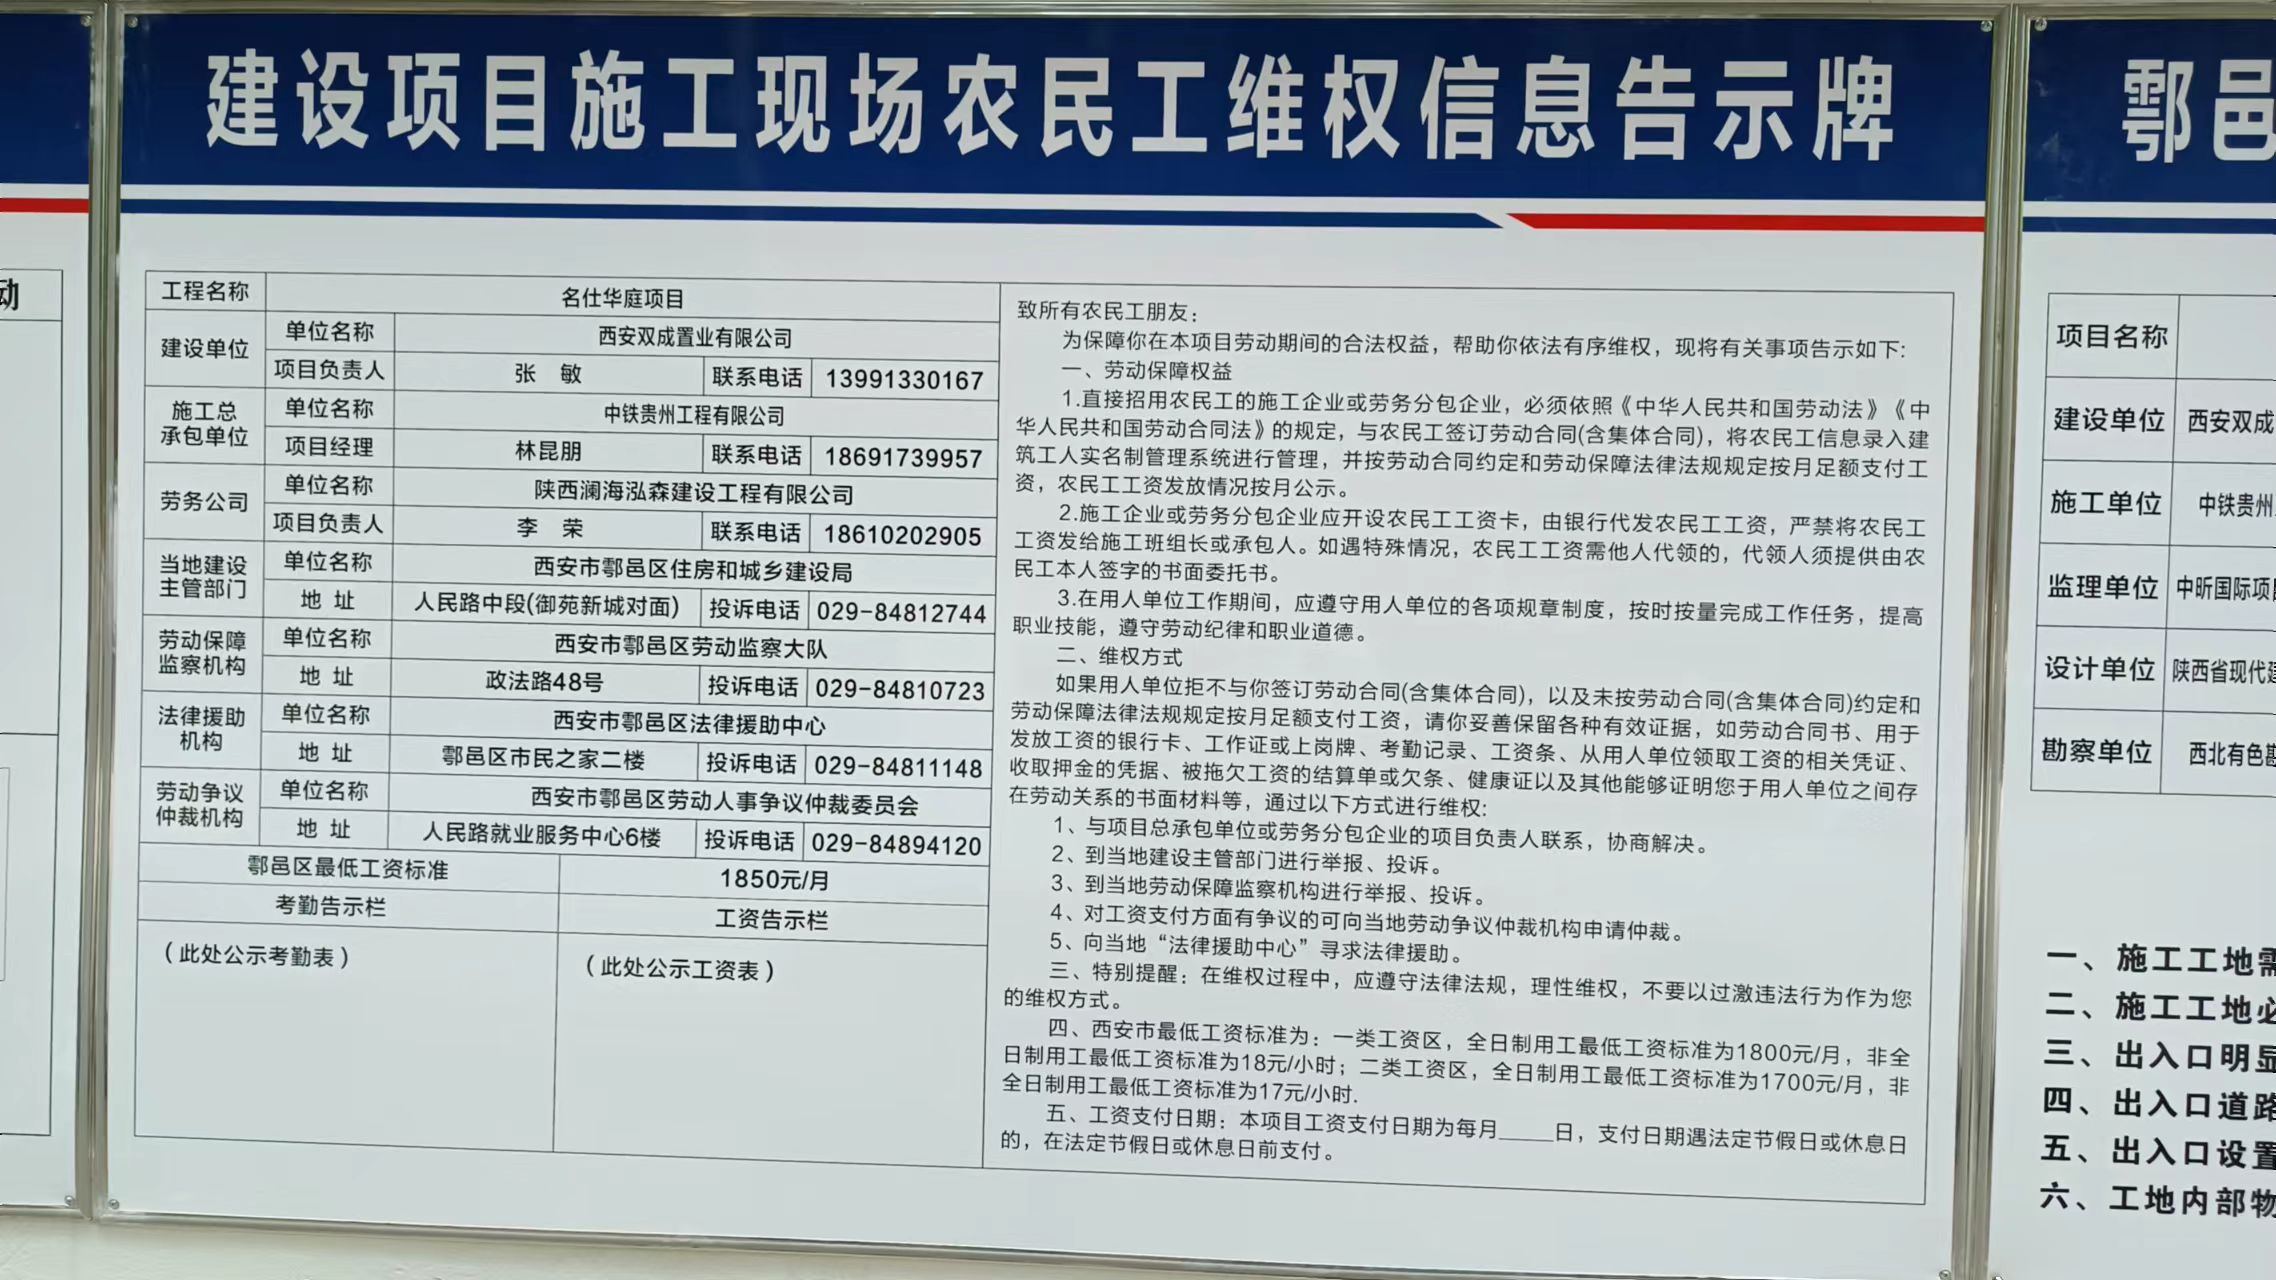 建设项目施工现场农民工维权信息告示牌
工程名称 名仕华庭项目
建设单位 单位名称 西安双成置业有限公司
项目负责人 张 敏 联系电话 13991330167
施工总承包单位 单位名称 中铁贵州工程有限公司
项目经理 林昆朋 联系电话 18691739957
劳务公司 单位名称 陕西澜海泓森建设工程有限公司
项目负责人 李 荣 联系电话 18610202905
当地建设主管部门 单位名称 西安市鄠邑区住房和城乡建设局
地 址 人民路中段(御苑新城对面) 投诉电话 029-84812744
劳动保障监察机构 单位名称 西安市鄠邑区劳动监察大队
地 址 政法路48号 投诉电话 029-84810723
法律援助机构 单位名称 西安市鄠邑区法律援助中心
地 址 鄠邑区市民之家二楼 投诉电话 029-84811148
劳动争议仲裁机构 单位名称 西安市鄠邑区劳动人事争议仲裁委员会
地 址 人民路就业服务中心6楼 投诉电话 029-84894120
鄠邑区最低工资标准 1850元/月
考勤告示栏 工资告示栏
（此处公示考勤表） （此处公示工资表）
致所有农民工朋友：
为保障你在本项目劳动期间的合法权益，帮助你依法有序维权，现将有关事项告示如下：
一、劳动保障权益
1.直接招用农民工的施工企业或劳务分包企业，必须依照《中华人民共和国劳动法》《中
华人民共和国劳动合同法》的规定，与农民工签订劳动合同(含集体合同)，将农民工信息录入建
筑工人实名制管理系统进行管理，并按劳动合同约定和劳动保障法律法规规定按月足额支付工
资，农民工工资发放情况按月公示。
2.施工企业或劳务分包企业应开设农民工工资卡，由银行代发农民工工资，严禁将农民工
工资发给施工班组长或承包人。如遇特殊情况，农民工工资需他人代领的，代领人须提供由农
民工本人签字的书面委托书。
3.在用人单位工作期间，应遵守用人单位的各项规章制度，按时按量完成工作任务，提高
职业技能，遵守劳动纪律和职业道德。
二、维权方式
如果用人单位拒不与你签订劳动合同(含集体合同)，以及未按劳动合同(含集体合同)约定和
劳动保障法律法规规定按月足额支付工资，请你妥善保留各种有效证据，如劳动合同书、用于
发放工资的银行卡、工作证或上岗牌、考勤记录、工资条、从用人单位领取工资的相关凭证、
收取押金的凭据、被拖欠工资的结算单或欠条、健康证以及其他能够证明您于用人单位之间存
在劳动关系的书面材料等，通过以下方式进行维权：
1、与项目总承包单位或劳务分包企业的项目负责人联系，协商解决。
2、到当地建设主管部门进行举报、投诉。
3、到当地劳动保障监察机构进行举报、投诉。
4、对工资支付方面有争议的可向当地劳动争议仲裁机构申请仲裁。
5、向当地“法律援助中心”寻求法律援助。
三、特别提醒：在维权过程中，应遵守法律法规，理性维权，不要以过激违法行为作为您
的维权方式。
四、西安市最低工资标准为：一类工资区，全日制用工最低工资标准为1800元/月，非全
日制用工最低工资标准为18元/小时；二类工资区，全日制用工最低工资标准为1700元/月，非
全日制用工最低工资标准为17元/小时.
五、工资支付日期：本项目工资支付日期为每月_____日，支付日期遇法定节假日或休息日
的，在法定节假日或休息日前支付。
鄠邑
项目名称
建设单位 西安双成
施工单位 中铁贵州
监理单位 中昕国际项
设计单位 陕西省现代
勘察单位 西北有色
一、施工工地
二、施工工地
三、出入口明显
四、出入口道路
五、出入口设置
六、工地内部物